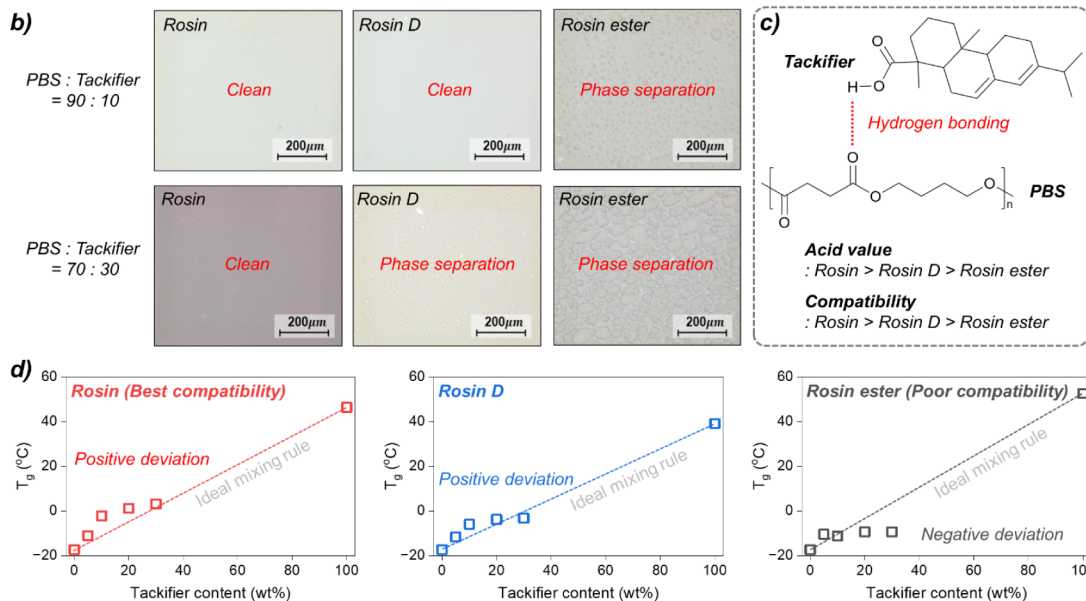 b)
Rosin
Rosin D
Rosin ester
PBS : Tackifier
= 90 : 10
Clean
Clean
Phase separation
200μm
200μm
200μm
Rosin
Rosin D
Rosin ester
PBS : Tackifier
= 70 : 30
Clean
Phase separation
Phase separation
200μm
200μm
200μm
c)
O
Tackifier
H
O
Hydrogen bonding
O
O
O
O
n
PBS
Acid value
: Rosin > Rosin D > Rosin ester
Compatibility
: Rosin > Rosin D > Rosin ester
d)
60
40
20
0
−20
Tg (°C)
Rosin (Best compatibility)
Positive deviation
Ideal mixing rule
0 20 40 60 80 100
Tackifier content (wt%)
60
40
20
0
−20
Tg (°C)
Rosin D
Positive deviation
Ideal mixing rule
0 20 40 60 80 100
Tackifier content (wt%)
60
40
20
0
−20
Tg (°C)
Rosin ester (Poor compatibility)
Ideal mixing rule
Negative deviation
0 20 40 60 80 100
Tackifier content (wt%)